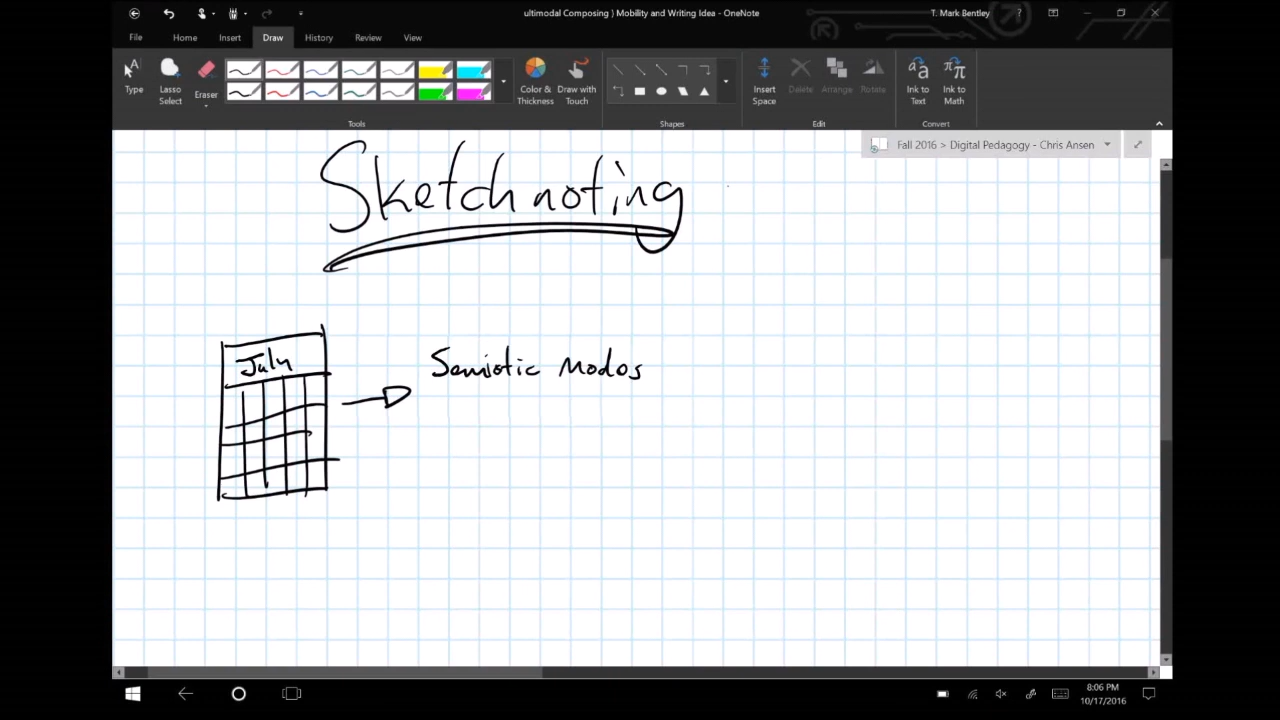 ultimodal Composing ) Mobility and Writing Idea - OneNote
T. Mark Bentley
?
File Home Insert Draw History Review View
Type
Lasso Select
Eraser
Color & Thickness
Draw with Touch
Insert Space
Delete
Arrange
Rotate
Ink to Text
Ink to Math
Tools
Shapes
Edit
Convert
Fall 2016 > Digital Pedagogy - Chris Ansen
Sketchnoting
July
Semiotic Modos
8:06 PM
10/17/2016